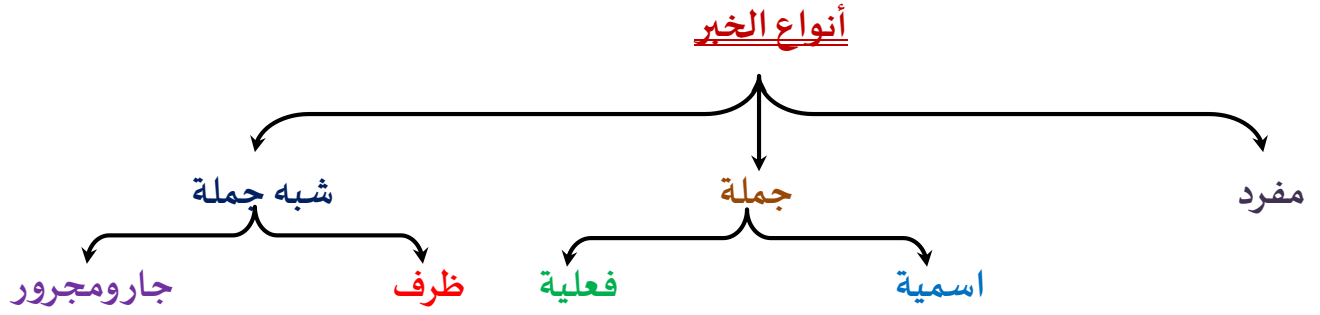 أنواع الخبر
مفرد
جملة
شبه جملة
اسمية
فعلية
ظرف
جارومجرور